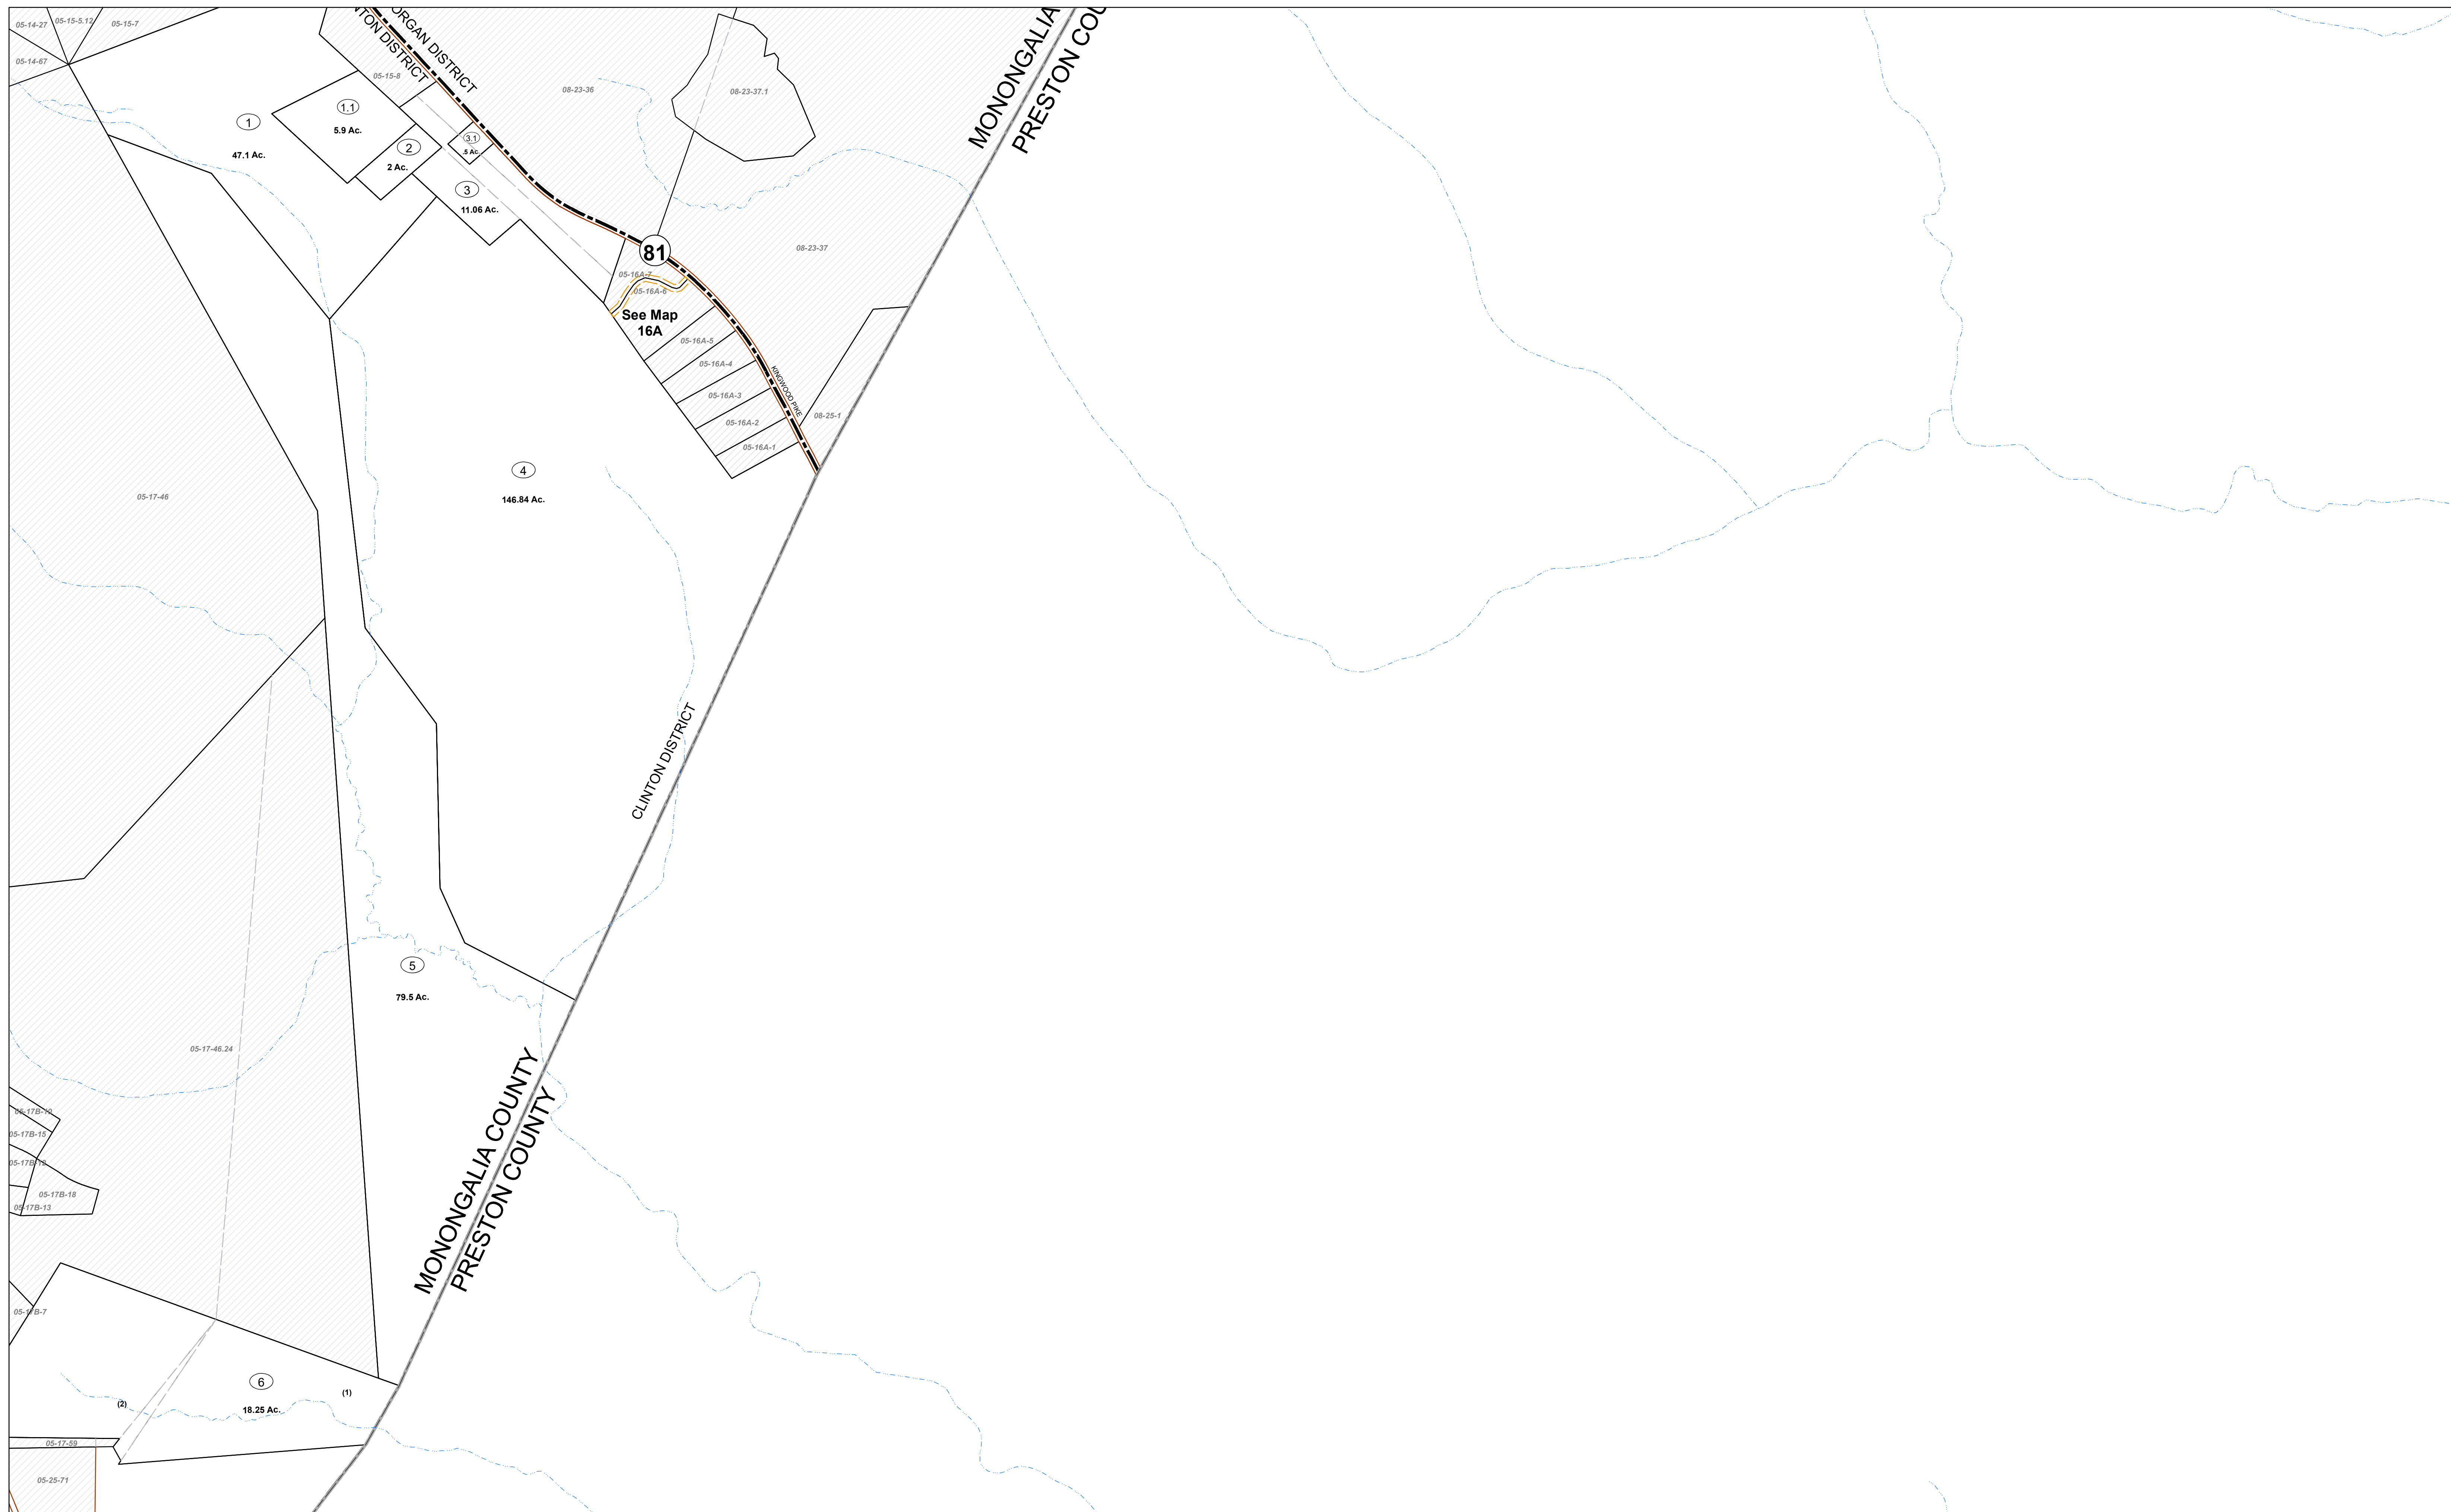 05-14-27
05-15-5.12
05-15-7
05-14-67
05-15-8
MORGAN DISTRICT
CLINTON DISTRICT
08-23-36
08-23-37.1
MONONGALIA
PRESTON COU
1
47.1 Ac.
1.1
5.9 Ac.
2
2 Ac.
3.1
.5 Ac.
3
11.06 Ac.
81
08-23-37
05-16A-7
05-16A-6
See Map
16A
05-16A-5
05-16A-4
05-16A-3
05-16A-2
05-16A-1
KINGWOOD PIKE
08-25-1
4
146.84 Ac.
05-17-46
CLINTON DISTRICT
5
79.5 Ac.
05-17-46.24
MONONGALIA COUNTY
PRESTON COUNTY
05-17B-15
05-17B-18
05-17B-13
05-17B-7
6
18.25 Ac.
(1)
(2)
05-17-59
05-25-71